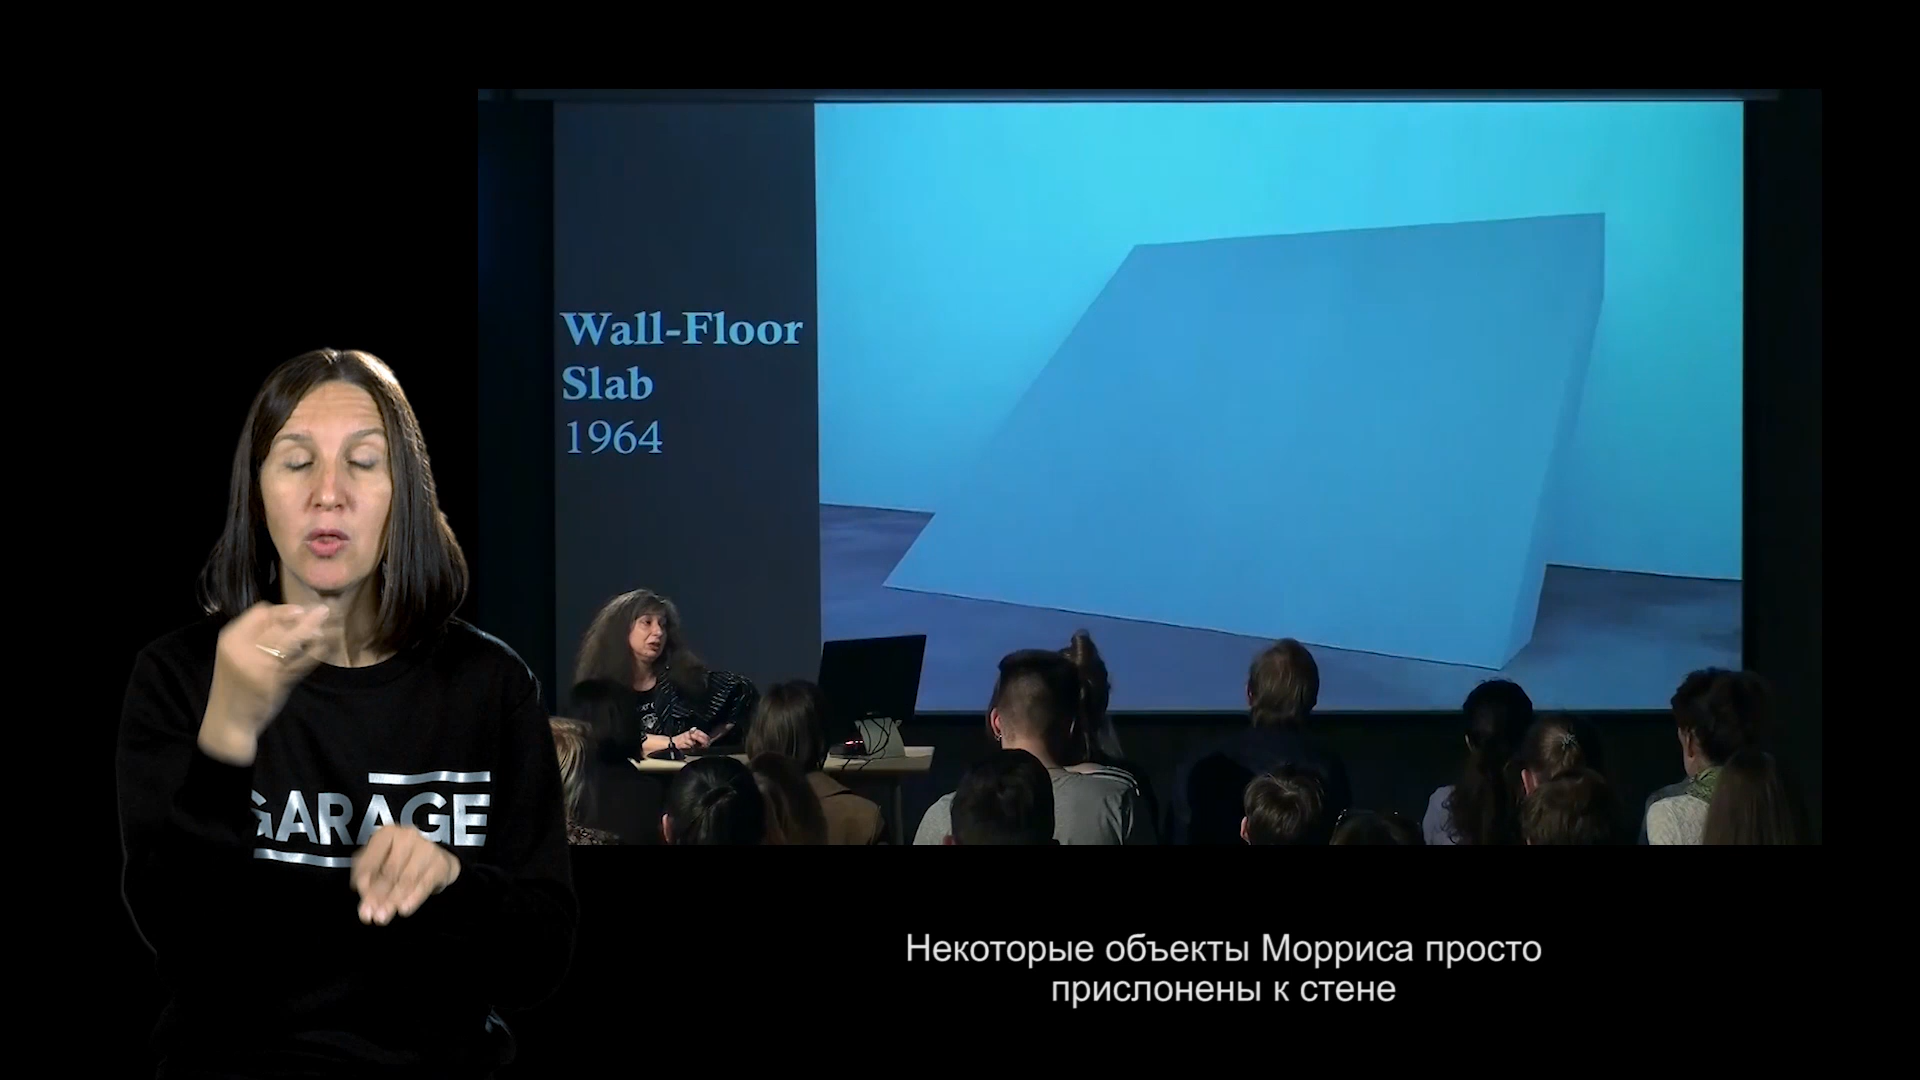 Wall-Floor
Slab
1964
GARAGE
Некоторые объекты Морриса просто
прислонены к стене